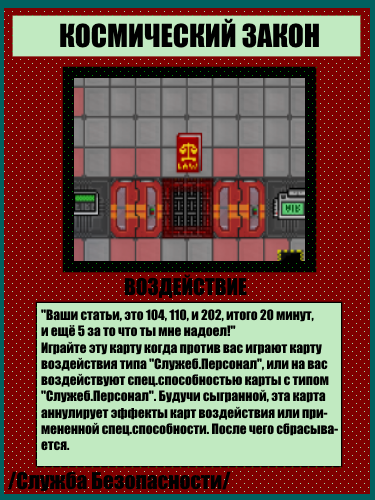 КОСМИЧЕСКИЙ ЗАКОН
LAW
ВОЗДЕЙСТВИЕ
"Ваши статьи, это 104, 110, и 202, итого 20 минут,
и ещё 5 за то что ты мне надоел!"
Играйте эту карту когда против вас играют карту
воздействия типа "Служеб.Персонал", или на вас
воздействуют спец.способностью карты с типом
"Служеб.Персонал". Будучи сыгранной, эта карта
аннулирует эффекты карт воздействия или при-
мененной спец.способности. После чего сбрасыва-
ется.
/Служба Безопасности/